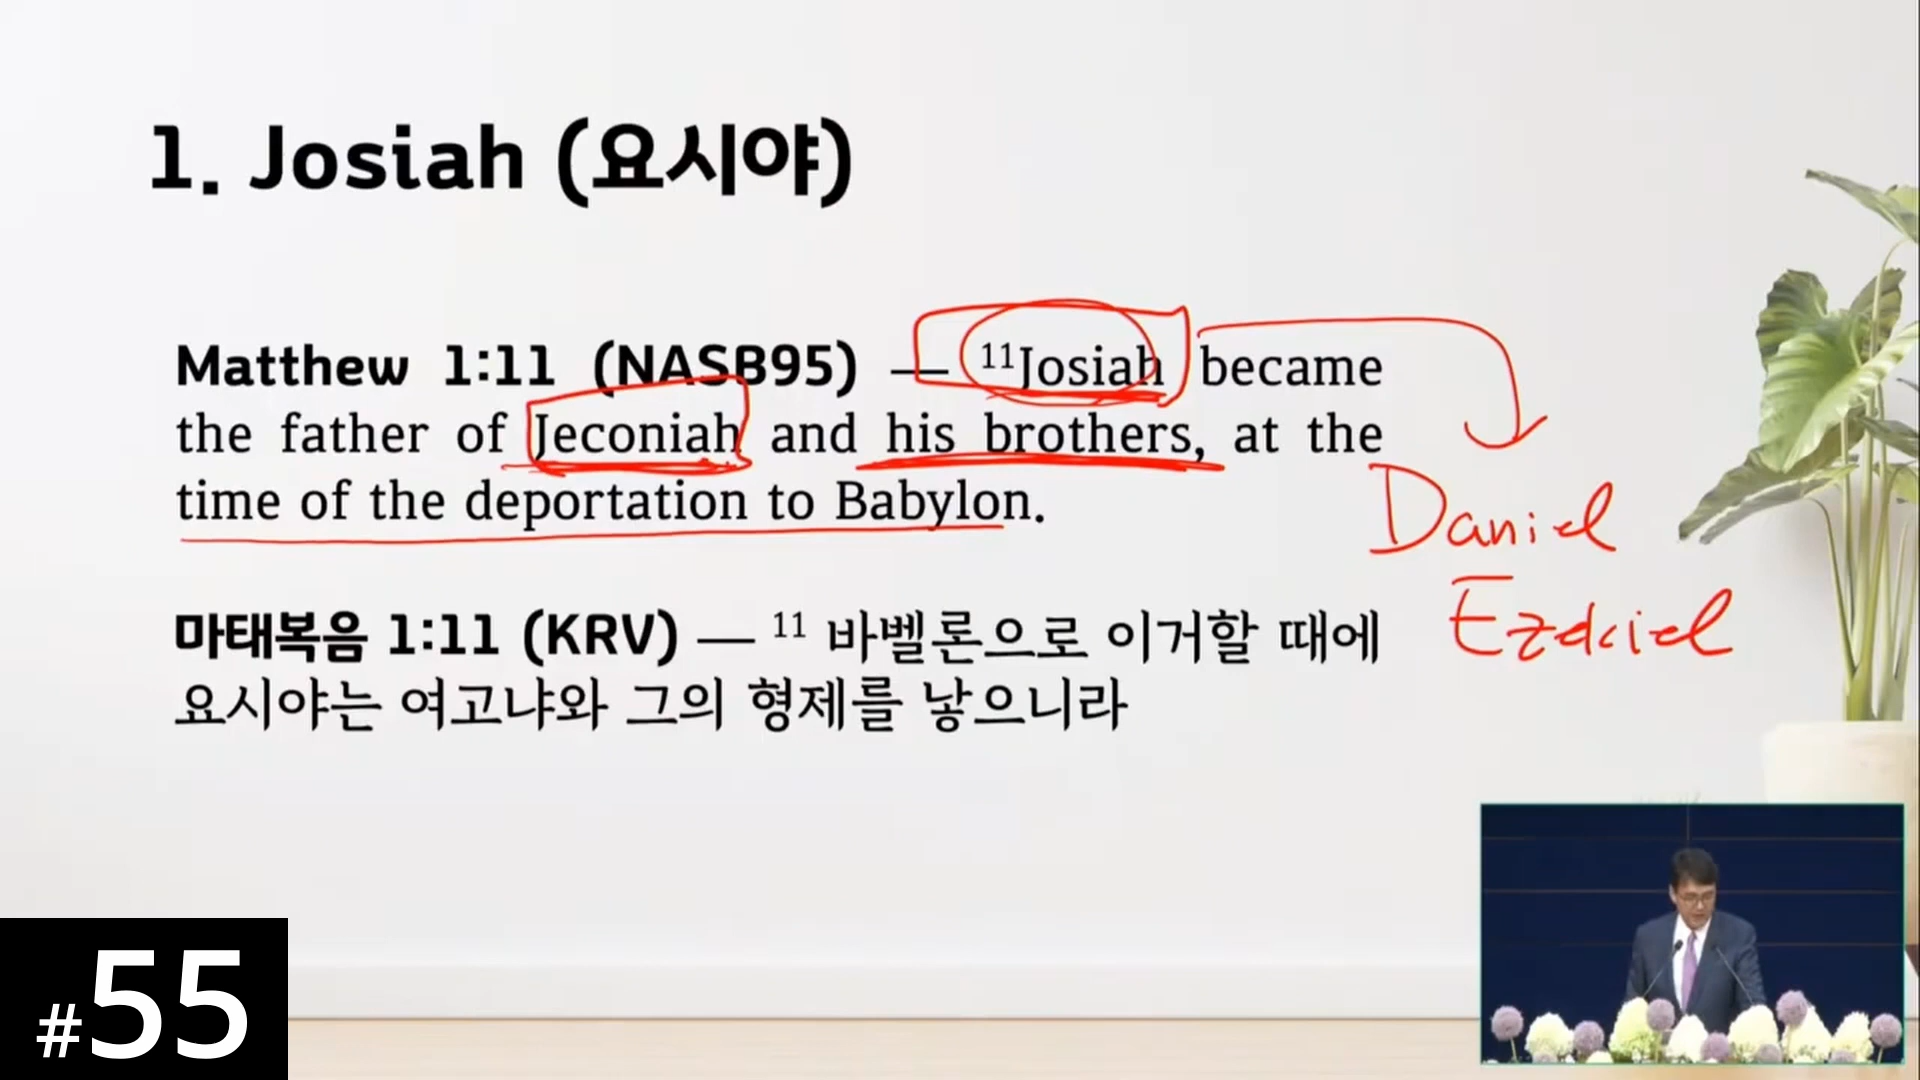 1. Josiah (요시야)
Matthew 1:11 (NASB95) — ¹¹Josiah became
the father of Jeconiah and his brothers, at the
time of the deportation to Babylon.
Daniel
Ezekiel
마태복음 1:11 (KRV) — ¹¹ 바벨론으로 이거할 때에
요시야는 여고냐와 그의 형제를 낳으니라
#55